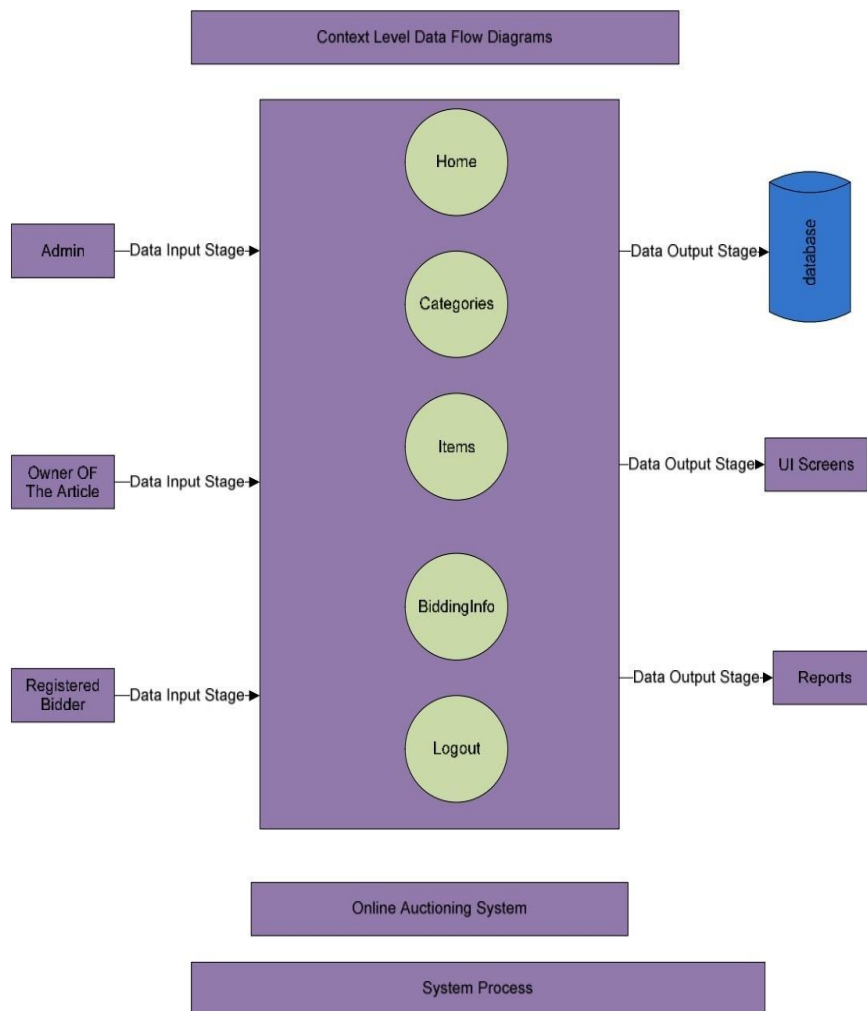 Context Level Data Flow Diagrams
Home
Admin
Data Input Stage
Data Output Stage
database
Categories
Items
Owner OF
The Article
Data Input Stage
Data Output Stage
UI Screens
BiddingInfo
Registered
Bidder
Data Input Stage
Data Output Stage
Reports
Logout
Online Auctioning System
System Process